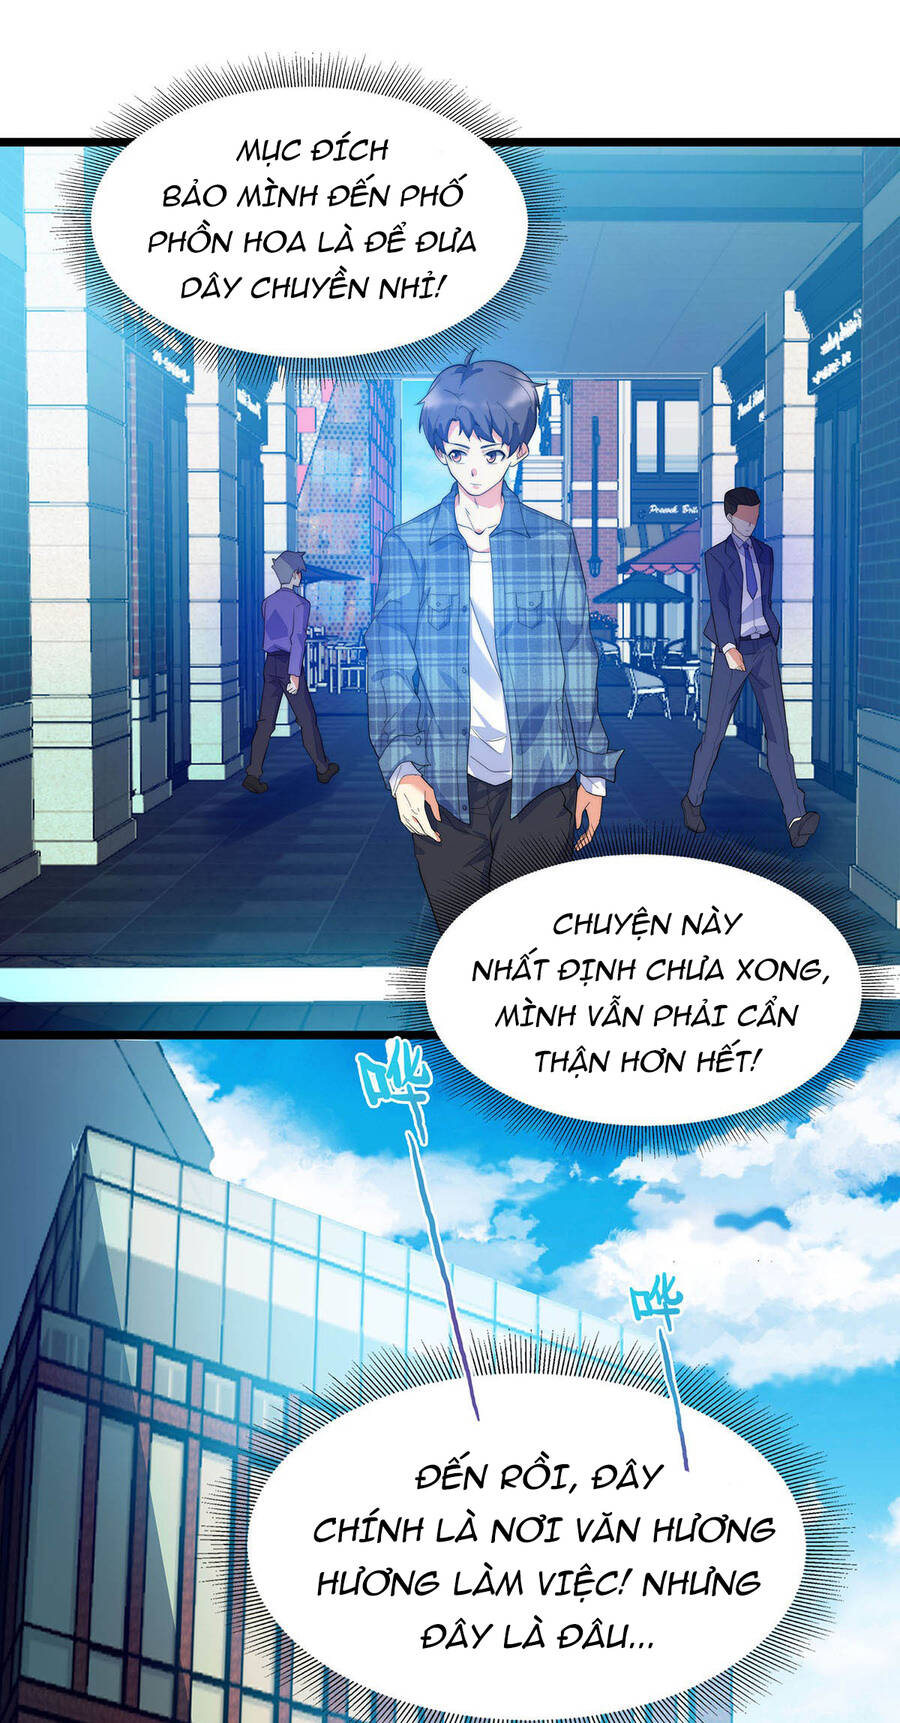 MỤC ĐÍCH
BẢO MÌNH ĐẾN PHỐ
PHỒN HOA LÀ ĐỂ ĐƯA
DÂY CHUYỀN NHỈ!
CHUYỆN NÀY
NHẤT ĐỊNH CHƯA XONG,
MÌNH VẪN PHẢI CẨN
THẬN HƠN HẾT!
哗
哗
ĐẾN RỒI, ĐÂY
CHÍNH LÀ NƠI VĂN HƯƠNG
HƯƠNG LÀM VIỆC! NHƯNG
ĐÂY LÀ ĐÂU...